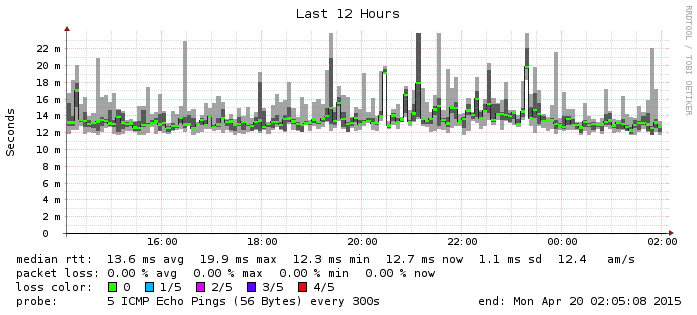 Last 12 Hours
RRDTOOL / TOBI OETIKER
Seconds
22 m
20 m
18 m
16 m
14 m
12 m
10 m
8 m
6 m
4 m
2 m
0
16:00 18:00 20:00 22:00 00:00 02:00
median rtt: 13.6 ms avg 19.9 ms max 12.3 ms min 12.7 ms now 1.1 ms sd 12.4 am/s
packet loss: 0.00 % avg 0.00 % max 0.00 % min 0.00 % now
loss color: 0 1/5 2/5 3/5 4/5
probe: 5 ICMP Echo Pings (56 Bytes) every 300s end: Mon Apr 20 02:05:08 2015